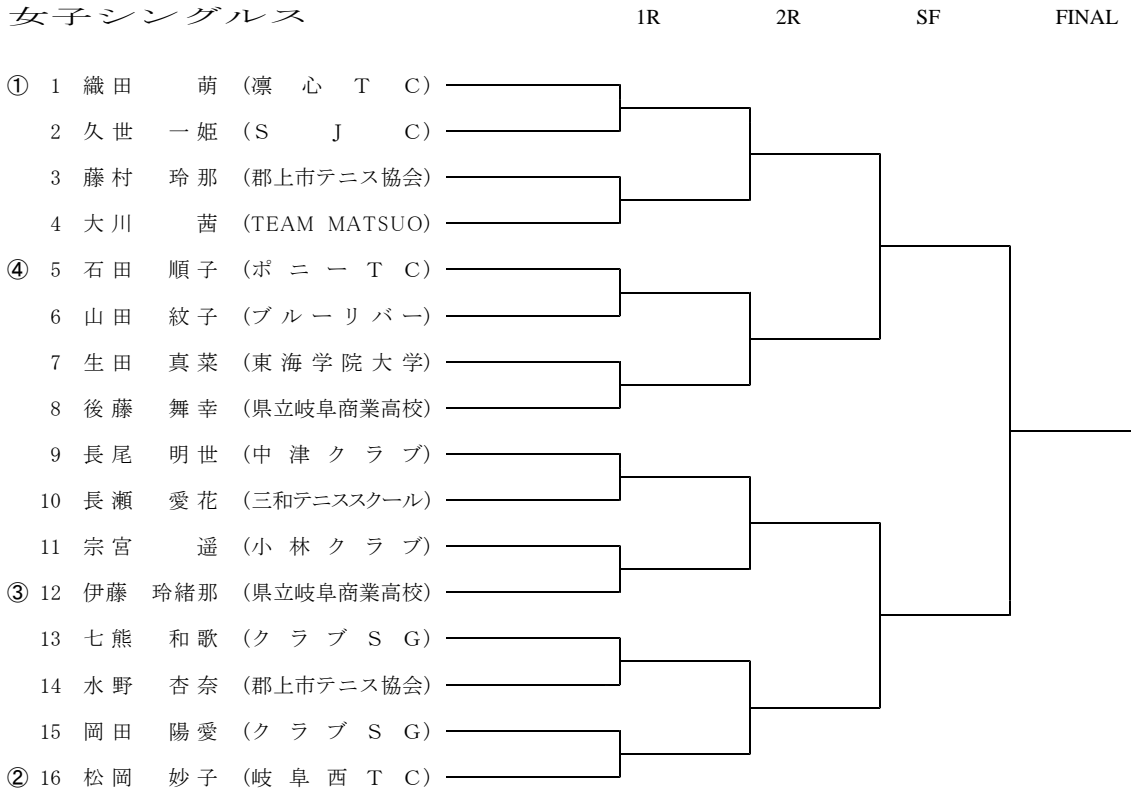 女子シングルス 1R 2R SF FINAL
① 1 織田 萌 (凛心TC)
2 久世 一姫 (SJC)
3 藤村 玲那 (郡上市テニス協会)
4 大川 茜 (TEAM MATSUO)
④ 5 石田 順子 (ポニーTC)
6 山田 紋子 (ブルーリバー)
7 生田 真菜 (東海学院大学)
8 後藤 舞幸 (県立岐阜商業高校)
9 長尾 明世 (中津クラブ)
10 長瀬 愛花 (三和テニススクール)
11 宗宮 遥 (小林クラブ)
③ 12 伊藤 玲緒那 (県立岐阜商業高校)
13 七熊 和歌 (クラブSG)
14 水野 杏奈 (郡上市テニス協会)
15 岡田 陽愛 (クラブSG)
② 16 松岡 妙子 (岐阜西TC)